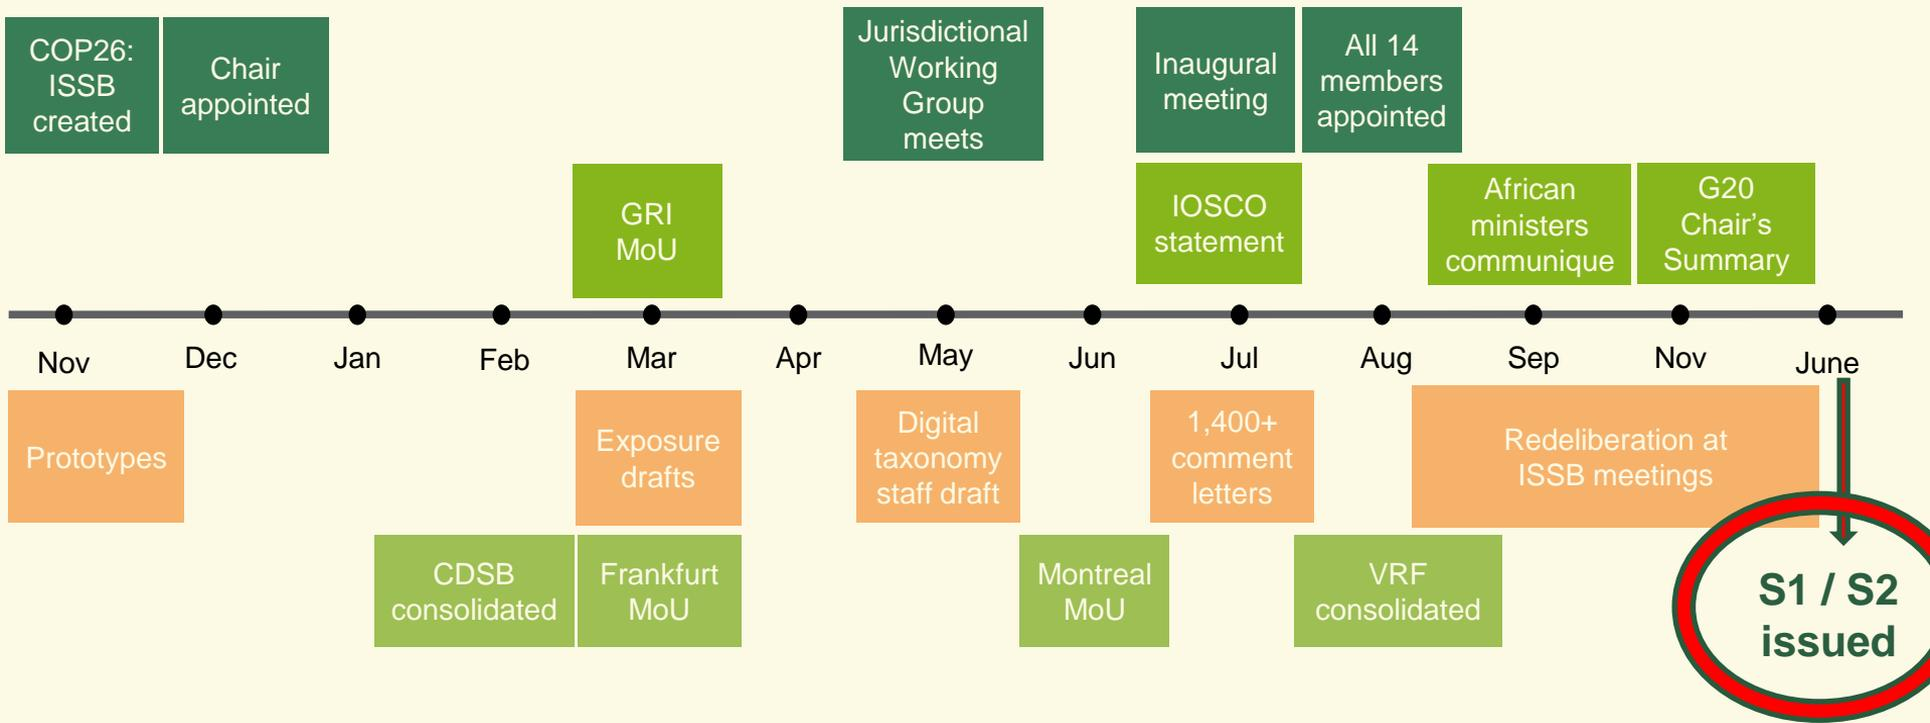 COP26:
ISSB
created
Chair
appointed
Jurisdictional
Working
Group
meets
Inaugural
meeting
All 14
members
appointed
GRI
MoU
IOSCO
statement
African
ministers
communique
G20
Chair’s
Summary
Nov
Dec
Jan
Feb
Mar
Apr
May
Jun
Jul
Aug
Sep
Nov
June
Prototypes
Exposure
drafts
Digital
taxonomy
staff draft
1,400+
comment
letters
Redeliberation at
ISSB meetings
CDSB
consolidated
Frankfurt
MoU
Montreal
MoU
VRF
consolidated
S1 / S2
issued